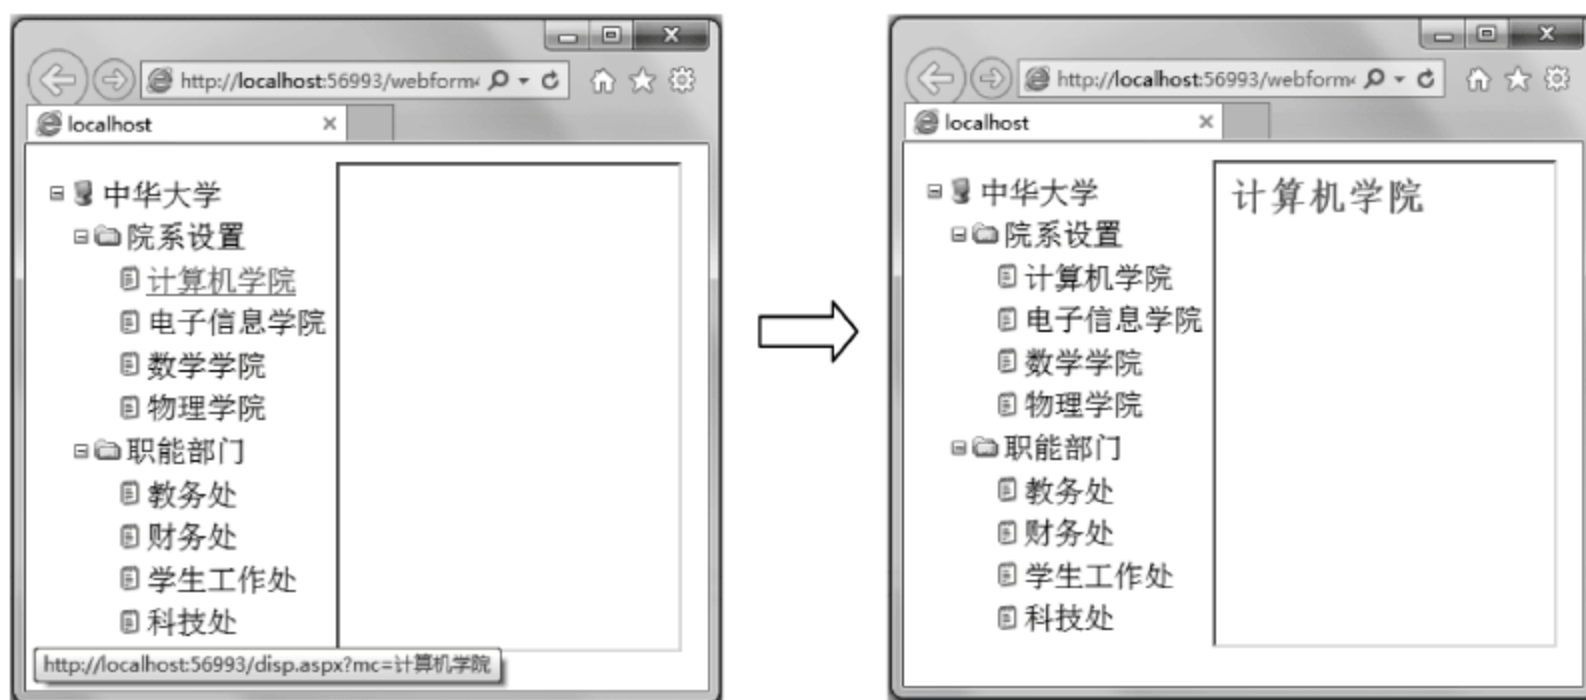 http://localhost:56993/webform
localhost
中华大学
院系设置
计算机学院
电子信息学院
数学学院
物理学院
职能部门
教务处
财务处
学生工作处
科技处
http://localhost:56993/disp.aspx?mc=计算机学院
http://localhost:56993/webform
localhost
中华大学
院系设置
计算机学院
电子信息学院
数学学院
物理学院
职能部门
教务处
财务处
学生工作处
科技处
计算机学院